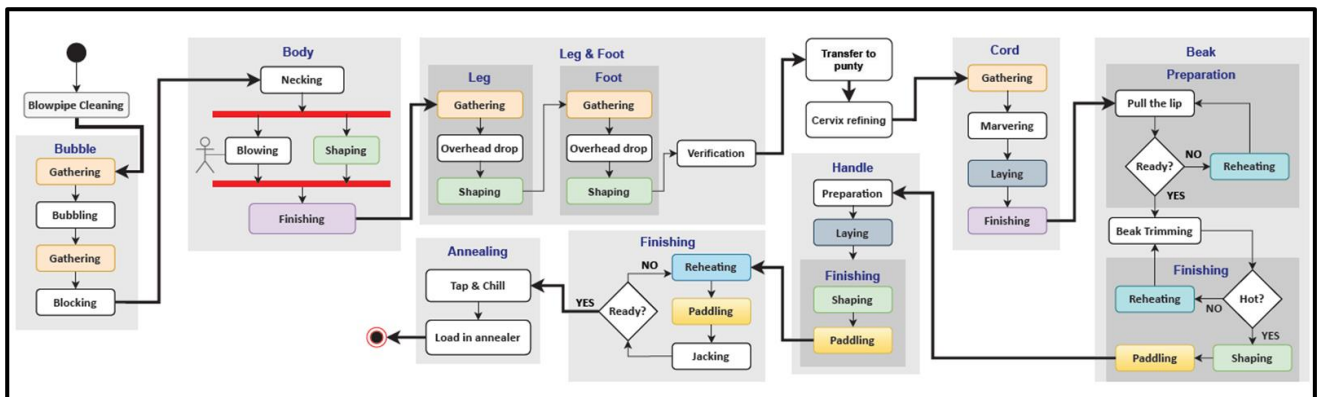 Blowpipe Cleaning
Bubble
Gathering
Bubbling
Gathering
Blocking
Body
Necking
Blowing
Shaping
Finishing
Leg & Foot
Leg
Gathering
Overhead drop
Shaping
Foot
Gathering
Overhead drop
Shaping
Verification
Transfer to
punty
Cervix refining
Cord
Gathering
Marvering
Laying
Finishing
Beak
Preparation
Pull the lip
Ready?
NO
Reheating
YES
Beak Trimming
Finishing
Hot?
NO
Reheating
YES
Shaping
Paddling
Handle
Preparation
Laying
Finishing
Shaping
Paddling
Finishing
Reheating
Paddling
Jacking
Ready?
NO
YES
Annealing
Tap & Chill
Load in annealer